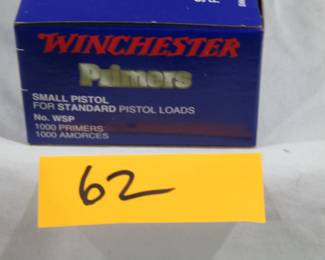 WINCHESTER
Primers
SMALL PISTOL
FOR STANDARD PISTOL LOADS
No. WSP
1000 PRIMERS
1000 AMORCES
62